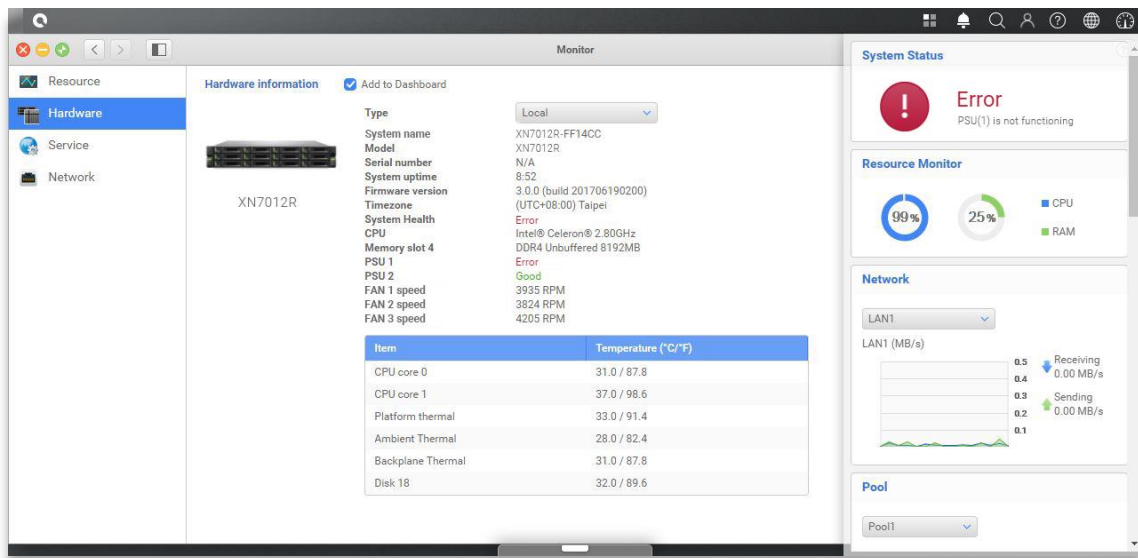 Monitor
Resource
Hardware
Service
Network
Hardware information
Add to Dashboard
XN7012R
Type Local
System name XN7012R-FF14CC
Model XN7012R
Serial number N/A
System uptime 8:52
Firmware version 3.0.0 (build 201706190200)
Timezone (UTC+08:00) Taipei
System Health Error
CPU Intel® Celeron® 2.80GHz
Memory slot 4 DDR4 Unbuffered 8192MB
PSU 1 Error
PSU 2 Good
FAN 1 speed 3935 RPM
FAN 2 speed 3824 RPM
FAN 3 speed 4205 RPM
Item Temperature (°C/°F)
CPU core 0 31.0 / 87.8
CPU core 1 37.0 / 98.6
Platform thermal 33.0 / 91.4
Ambient Thermal 28.0 / 82.4
Backplane Thermal 31.0 / 87.8
Disk 18 32.0 / 89.6
System Status
Error
PSU(1) is not functioning
Resource Monitor
99%
25%
CPU
RAM
Network
LAN1
LAN1 (MB/s)
0.5
0.4
0.3
0.2
0.1
Receiving
0.00 MB/s
Sending
0.00 MB/s
Pool
Pool1